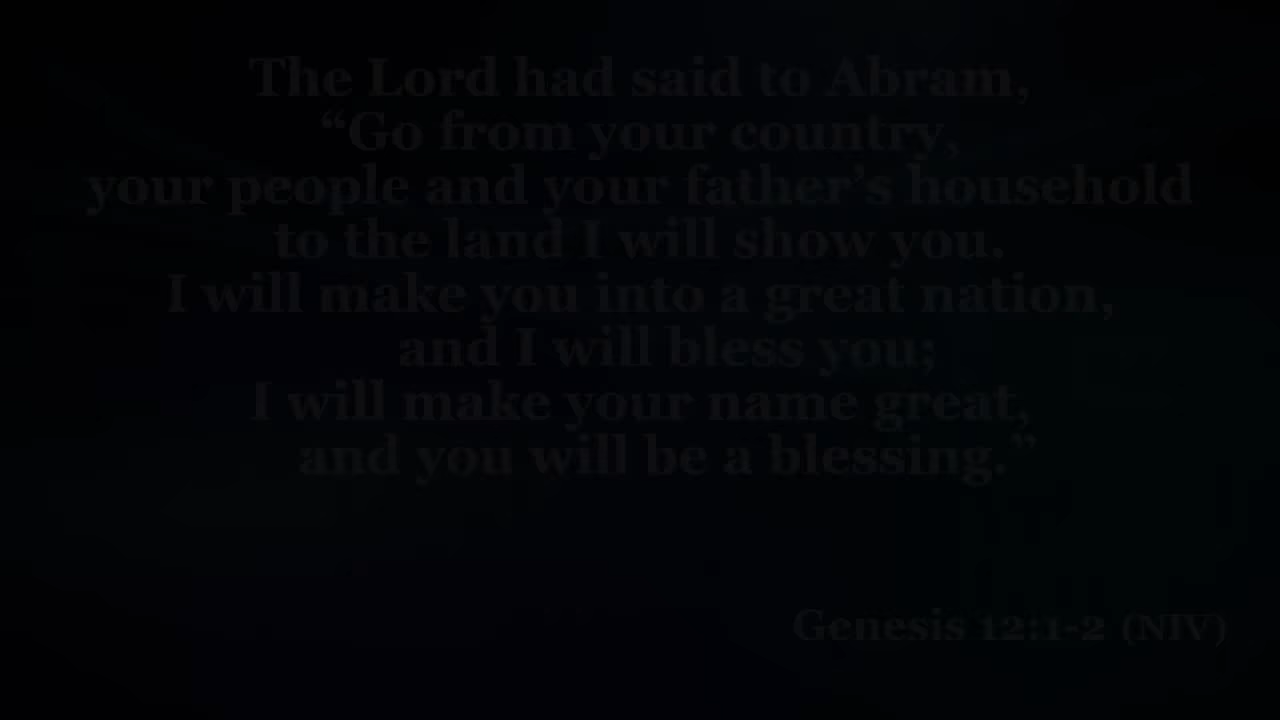 The Lord had said to Abram,
“Go from your country,
your people and your father’s household
to the land I will show you.
I will make you into a great nation,
and I will bless you;
I will make your name great,
and you will be a blessing.”
Genesis 12:1-2 (NIV)